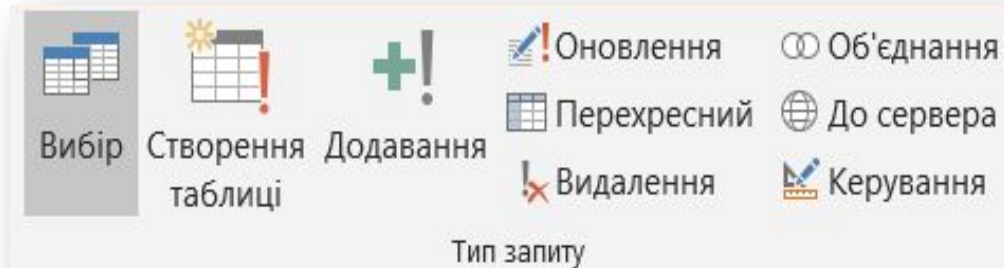 Вибір
Створення
таблиці
Додавання
Оновлення
Перехресний
Видалення
Об'єднання
До сервера
Керування
Тип запиту